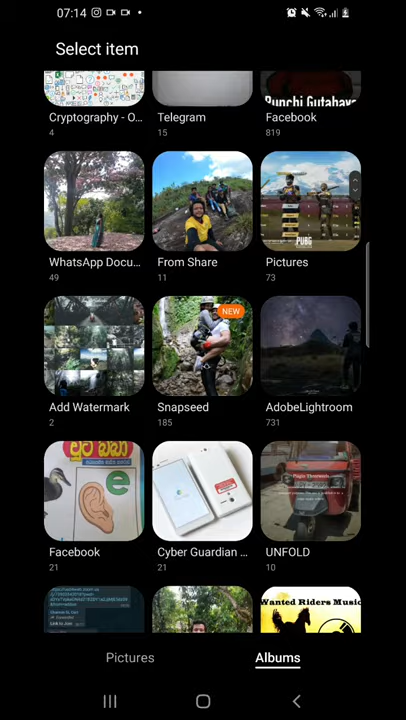 07:14
Select item
Cryptography - O...
4
Telegram
15
Punchi Gutahaya
Facebook
819
WhatsApp Docu...
49
From Share
11
PUBG
Pictures
73
Add Watermark
2
NEW
Snapseed
185
AdobeLightroom
731
e
Facebook
21
Cyber Guardian ...
21
UNFOLD
10
Wanted Riders Music
Pictures
Albums